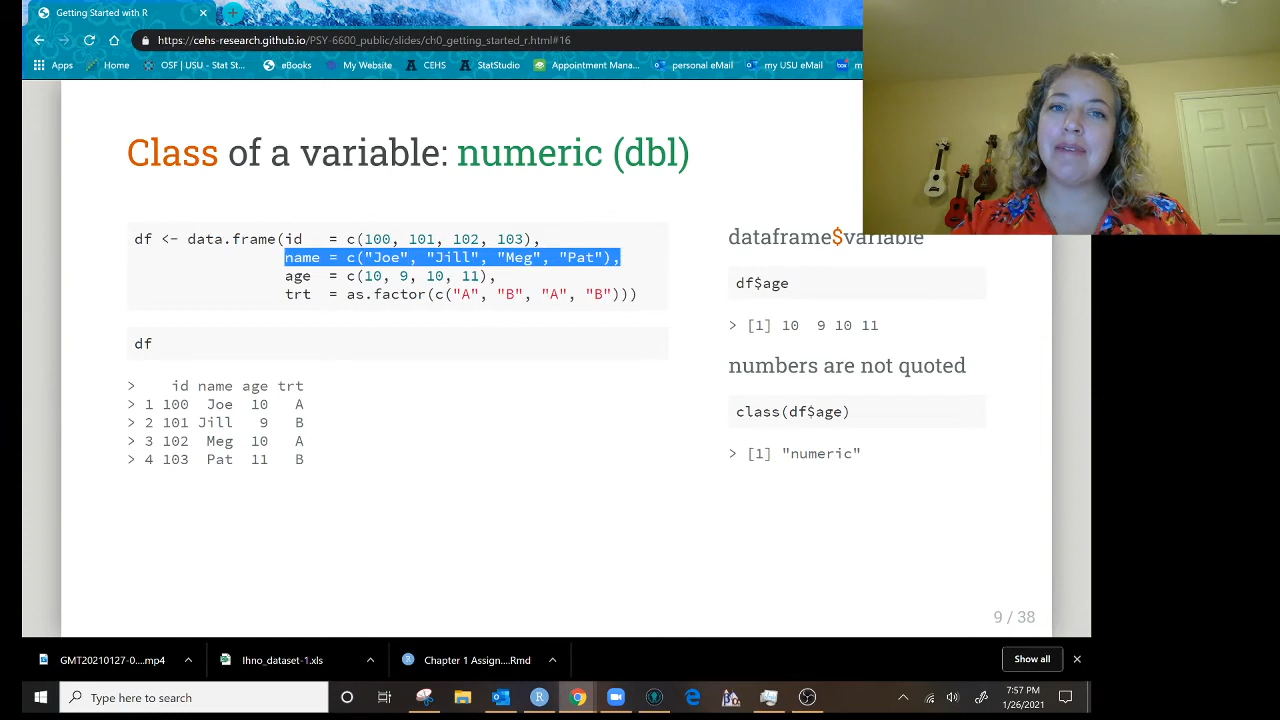 Getting Started with R
https://cehs-research.github.io/PSY-6600_public/slides/ch0_getting_started_r.html#16
Apps Home OSF | USU - Stat St... eBooks My Website CEHS StatStudio Appointment Mana... personal eMail my USU eMail box
Class of a variable: numeric (dbl)
df <- data.frame(id = c(100, 101, 102, 103),
name = c("Joe", "Jill", "Meg", "Pat"),
age = c(10, 9, 10, 11),
trt = as.factor(c("A", "B", "A", "B")))
df
> id name age trt
> 1 100 Joe 10 A
> 2 101 Jill 9 B
> 3 102 Meg 10 A
> 4 103 Pat 11 B
dataframe$variable
df$age
> [1] 10 9 10 11
numbers are not quoted
class(df$age)
> [1] "numeric"
9 / 38
GMT20210127-0....mp4 Ihno_dataset-1.xls Chapter 1 Assign....Rmd Show all
Type here to search
7:57 PM
1/26/2021